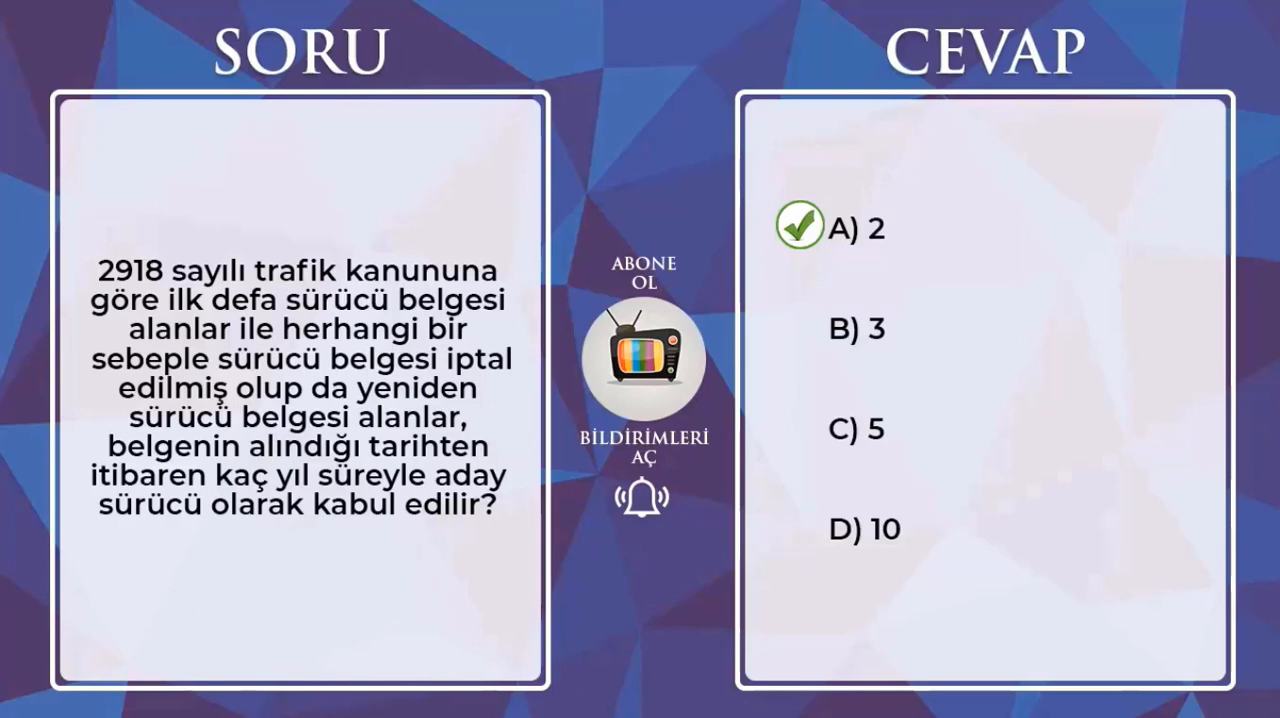 SORU
2918 sayılı trafik kanununa
göre ilk defa sürücü belgesi
alanlar ile herhangi bir
sebeple sürücü belgesi iptal
edilmiş olup da yeniden
sürücü belgesi alanlar,
belgenin alındığı tarihten
itibaren kaç yıl süreyle aday
sürücü olarak kabul edilir?
ABONE
OL
BİLDİRİMLERİ
AÇ
CEVAP
A) 2
B) 3
C) 5
D) 10